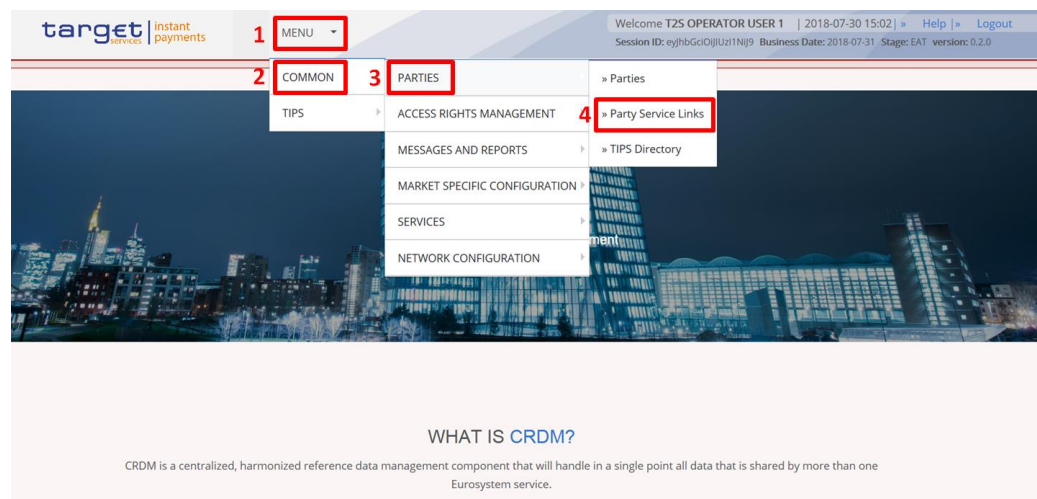 target services | instant payments
1 MENU
Welcome T2S OPERATOR USER 1 | 2018-07-30 15:02 | » Help | » Logout
Session ID: eyJhbGciOiJIUzI1NiJ9 Business Date: 2018-07-31 Stage: EAT version: 0.2.0
2 COMMON
TIPS
3 PARTIES
ACCESS RIGHTS MANAGEMENT
MESSAGES AND REPORTS
MARKET SPECIFIC CONFIGURATION
SERVICES
NETWORK CONFIGURATION
» Parties
4 » Party Service Links
» TIPS Directory
ment
WHAT IS CRDM?
CRDM is a centralized, harmonized reference data management component that will handle in a single point all data that is shared by more than one
Eurosystem service.